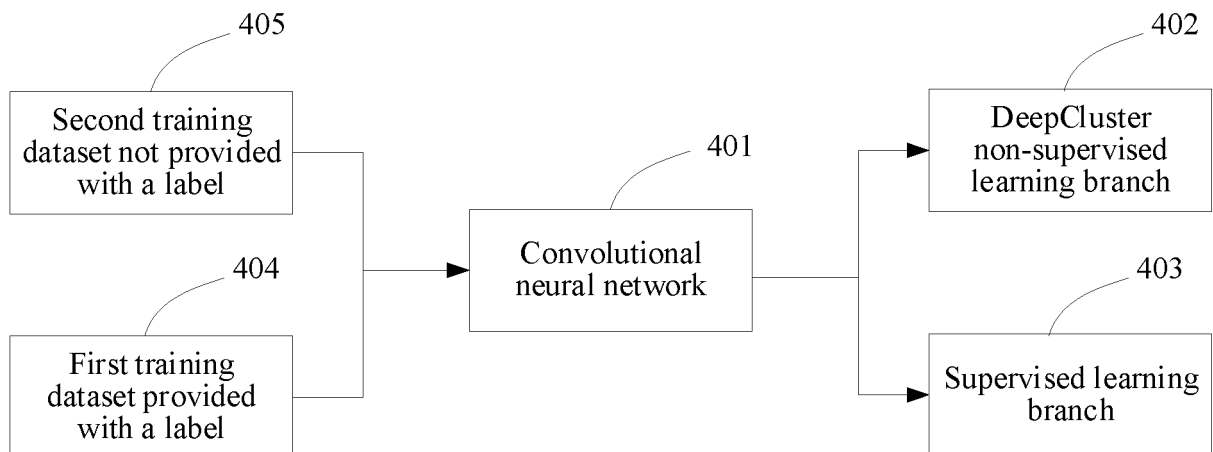 405
Second training
dataset not provided
with a label
404
First training
dataset provided
with a label
401
Convolutional
neural network
402
DeepCluster
non-supervised
learning branch
403
Supervised learning
branch